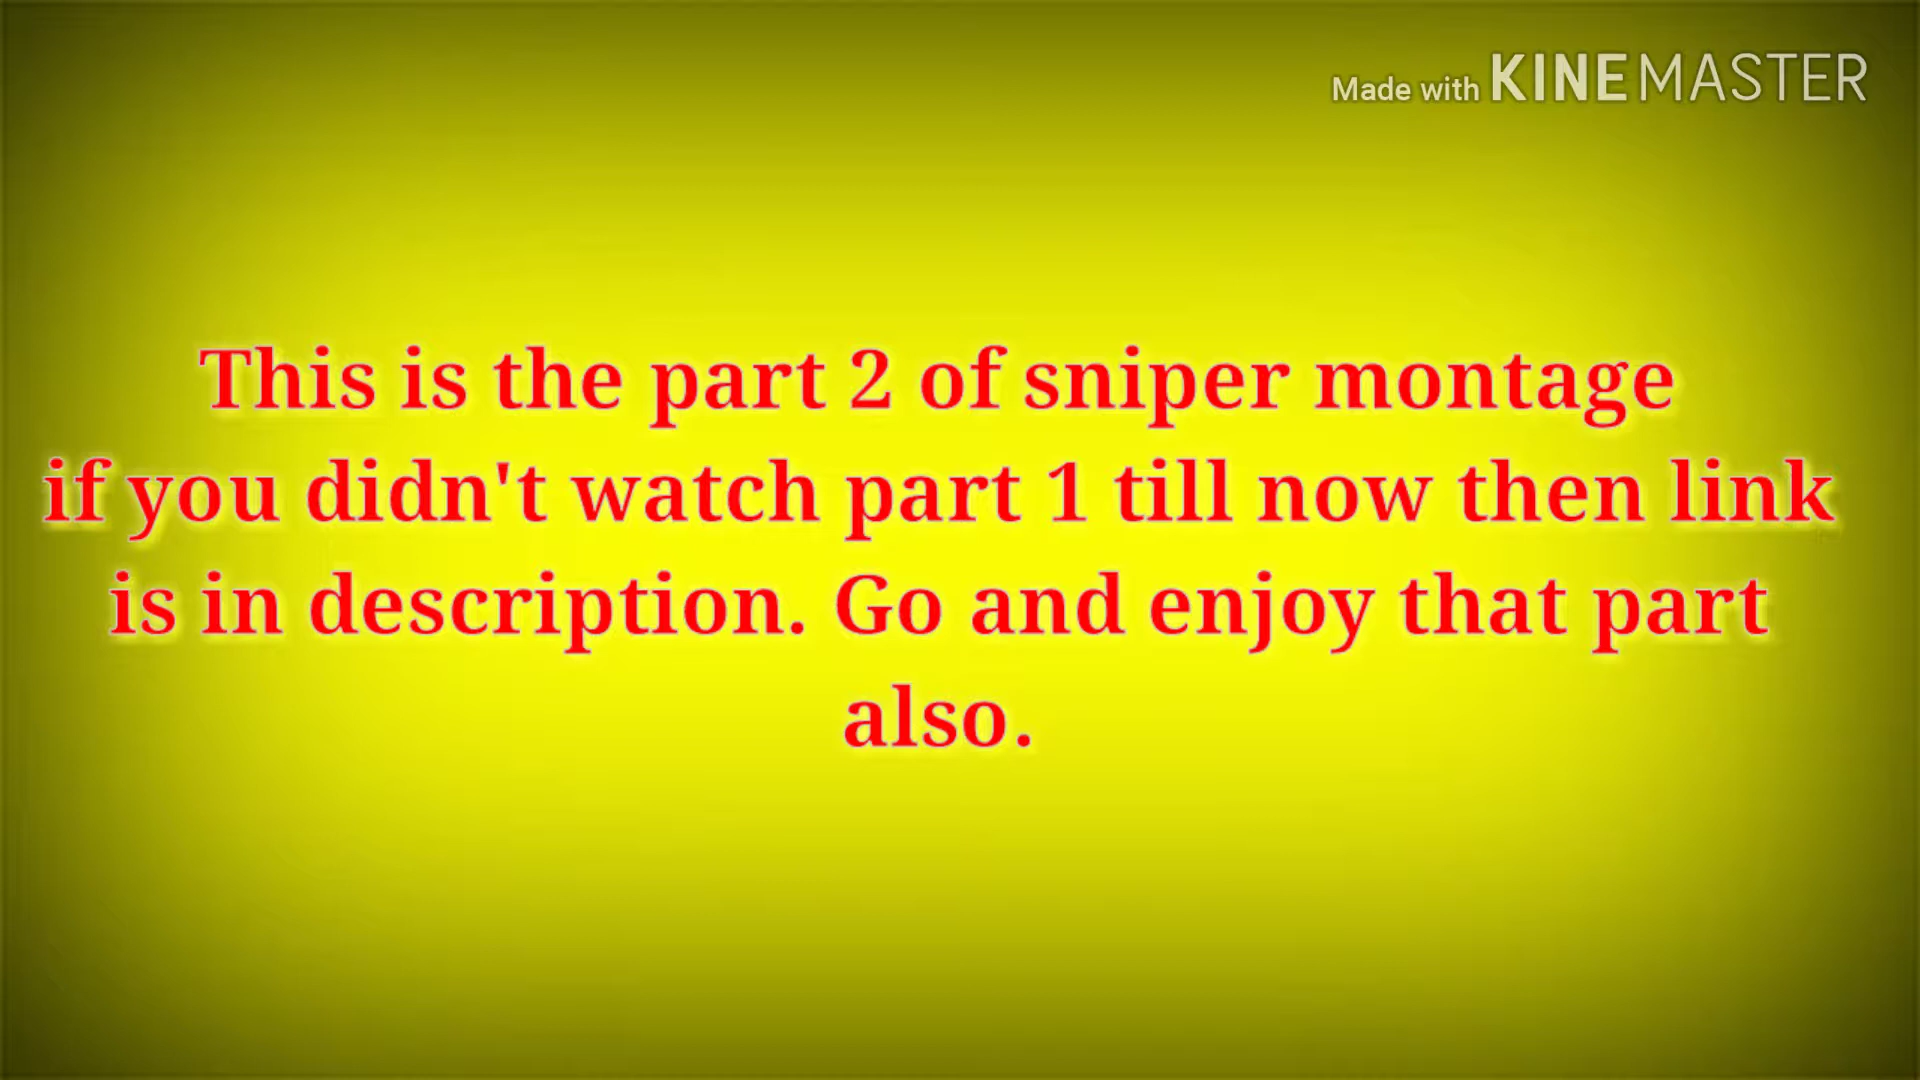 Made with KINEMASTER
This is the part 2 of sniper montage
if you didn't watch part 1 till now then link
is in description. Go and enjoy that part
also.